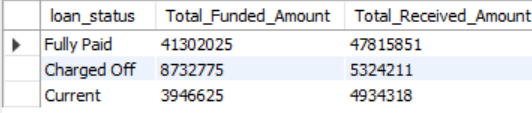 loan_status Total_Funded_Amount Total_Received_Amount
Fully Paid 41302025 47815851
Charged Off 8732775 5324211
Current 3946625 4934318